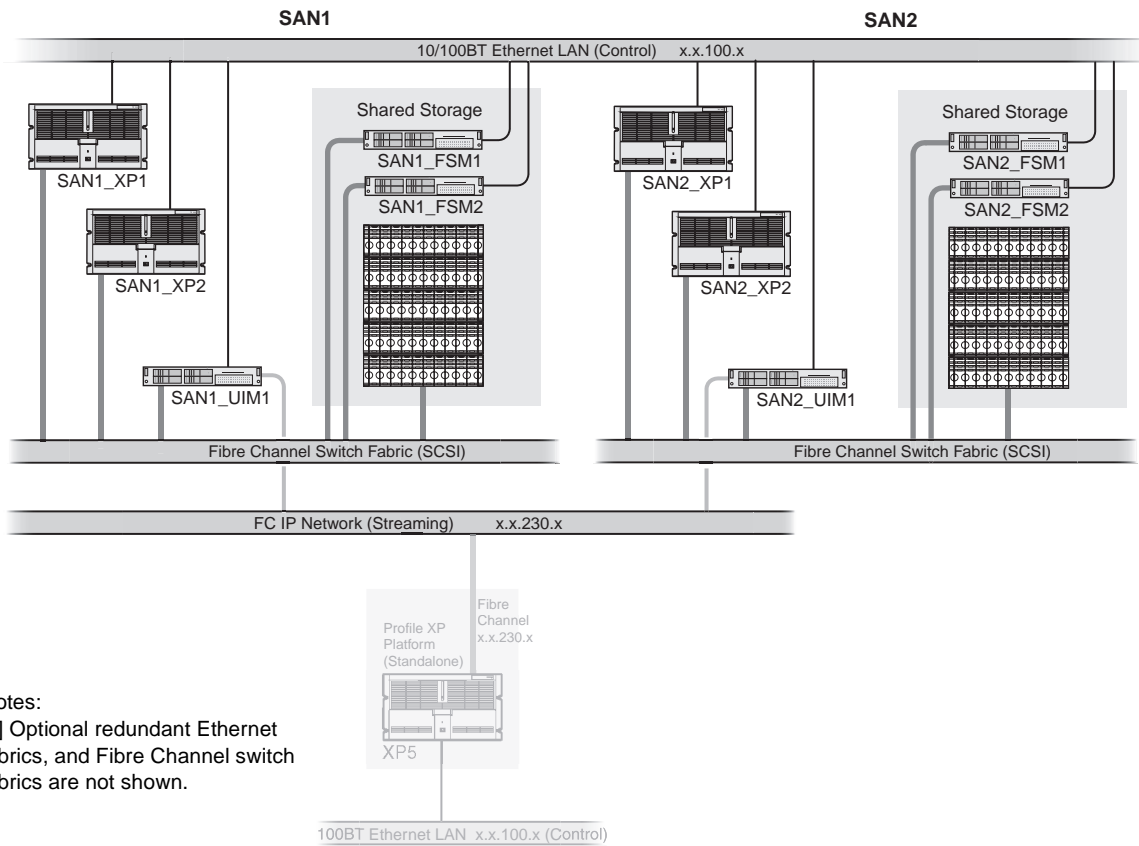 SAN1
SAN2
10/100BT Ethernet LAN (Control) x.x.100.x
Shared Storage
SAN1_FSM1
SAN1_FSM2
SAN1_XP1
SAN1_XP2
SAN1_UIM1
Shared Storage
SAN2_FSM1
SAN2_FSM2
SAN2_XP1
SAN2_XP2
SAN2_UIM1
Fibre Channel Switch Fabric (SCSI)
Fibre Channel Switch Fabric (SCSI)
FC IP Network (Streaming) x.x.230.x
Fibre
Channel
x.x.230.x
Profile XP
Platform
(Standalone)
XP5
100BT Ethernet LAN x.x.100.x (Control)
otes:
] Optional redundant Ethernet
brics, and Fibre Channel switch
brics are not shown.